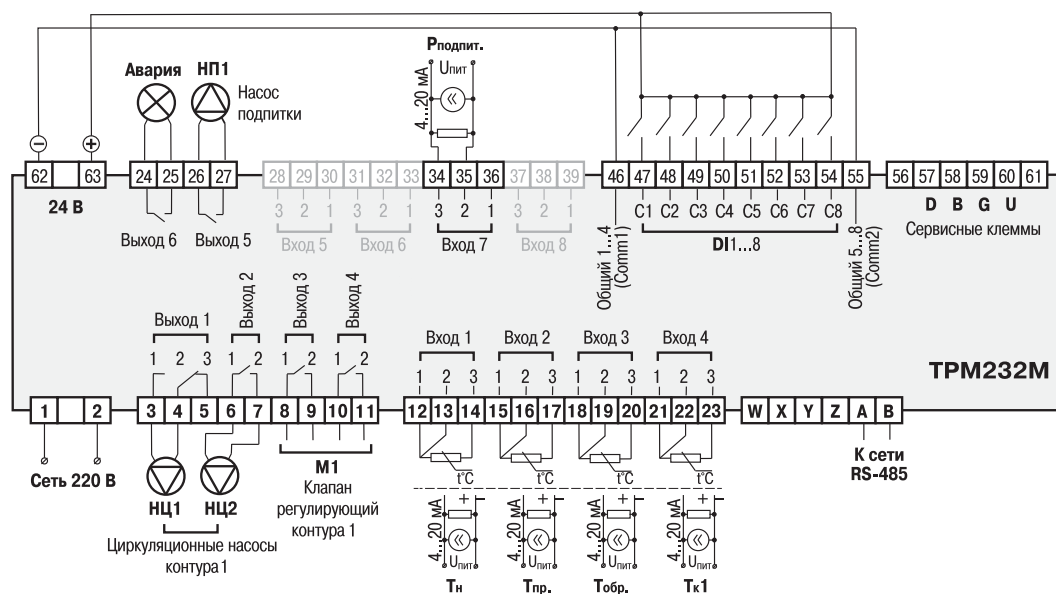 Рподпит.
Uпит
4...20 мА
Авария НП1
Насос
подпитки
− +
62 63
24 25 26 27
28 29 30 31 32 33 34 35 36 37 38 39
46 47 48 49 50 51 52 53 54 55
56 57 58 59 60 61
24 В
3 2 1 3 2 1 3 2 1 3 2 1
C1 C2 C3 C4 C5 C6 C7 C8
D B G U
Сервисные клеммы
Выход 6 Выход 5
Вход 5 Вход 6 Вход 7 Вход 8
DI1...8
Общий 1...4
(Comm1)
Общий 5...8
(Comm2)
Выход 1
Выход 2
Выход 3
Выход 4
1 2 3 1 2 1 2 1 2
Вход 1 Вход 2 Вход 3 Вход 4
1 2 3 1 2 3 1 2 3 1 2 3
ТРМ232М
1 2
3 4 5 6 7 8 9 10 11
12 13 14 15 16 17 18 19 20 21 22 23
W X Y Z A B
Сеть 220 В
НЦ1 НЦ2
Циркуляционные насосы
контура 1
М1
Клапан
регулирующий
контура 1
К сети
RS-485
t°C t°C t°C t°C
+ − + − + − + −
4...20 мА 4...20 мА 4...20 мА 4...20 мА
Uпит Uпит Uпит Uпит
Тн Тпр. Тобр. Тк1